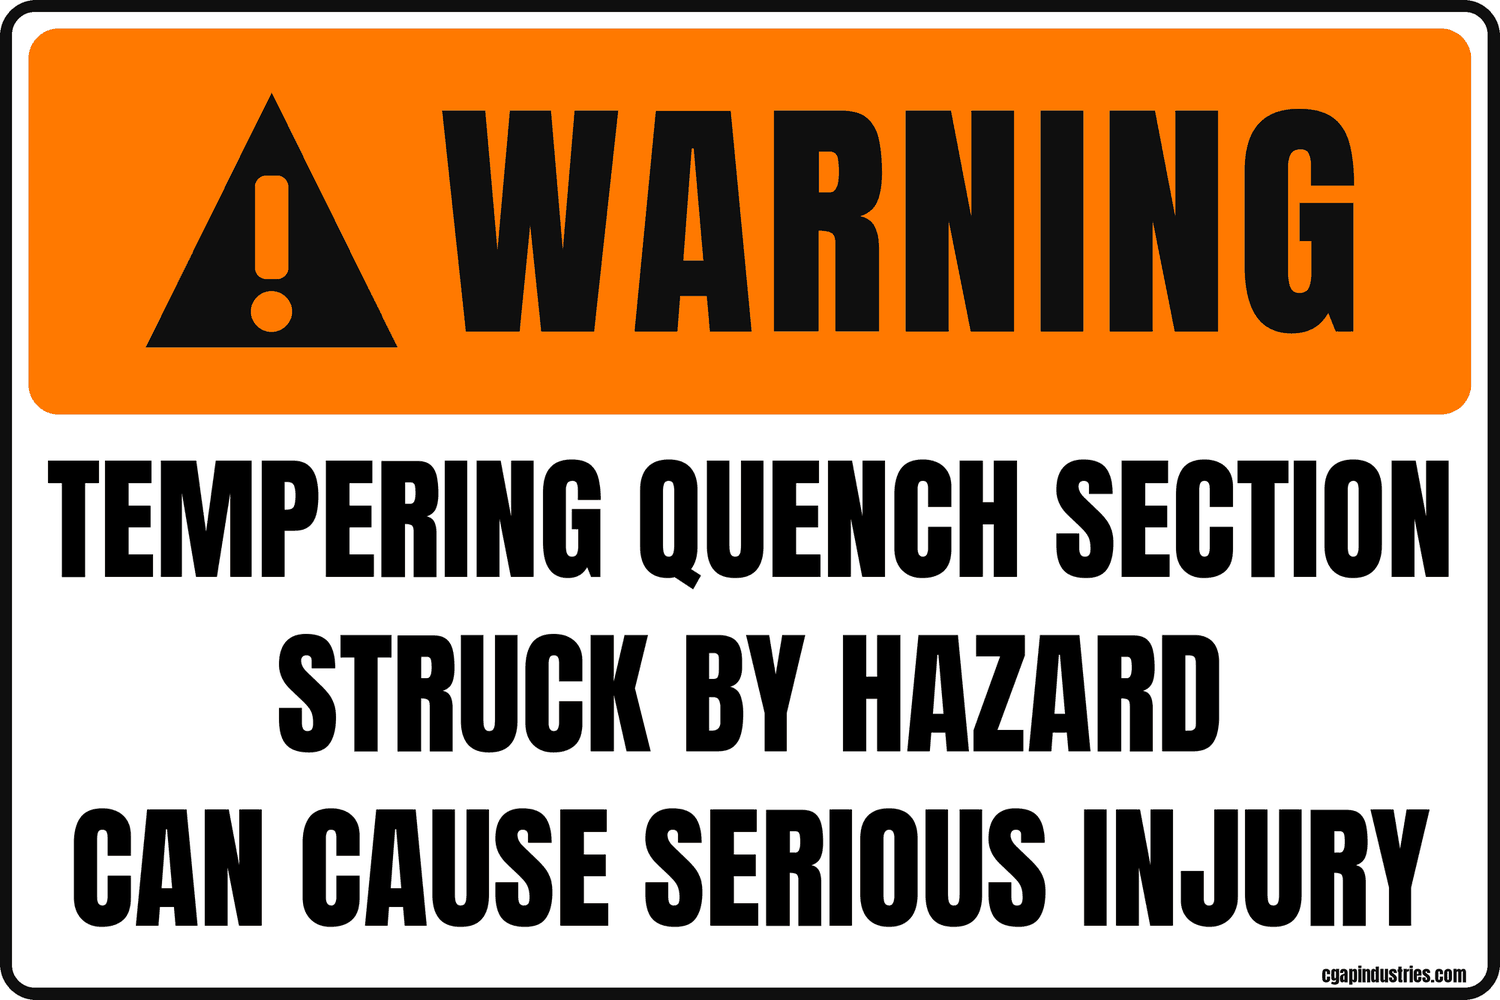 WARNING
TEMPERING QUENCH SECTION
STRUCK BY HAZARD
CAN CAUSE SERIOUS INJURY
cgapindustries.com